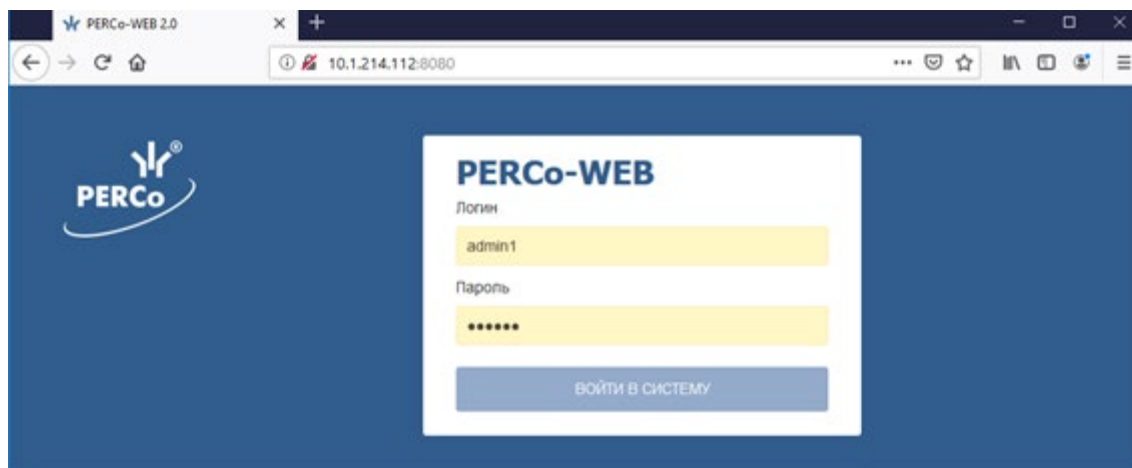 PERCo-WEB 2.0
10.1.214.112:8080
PERCo®
PERCo-WEB
Логин
admin1
Пароль
••••••
ВОЙТИ В СИСТЕМУ